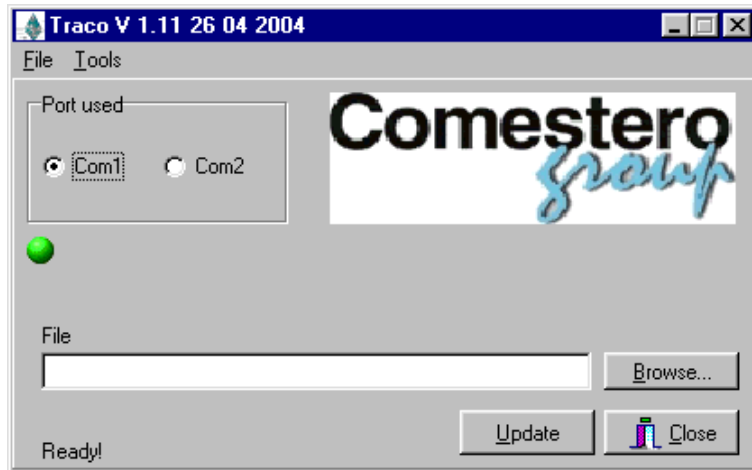 Traco V 1.11 26 04 2004
File Tools
Port used
Com1 Com2
Comestero
group
File
Browse...
Update Close
Ready!